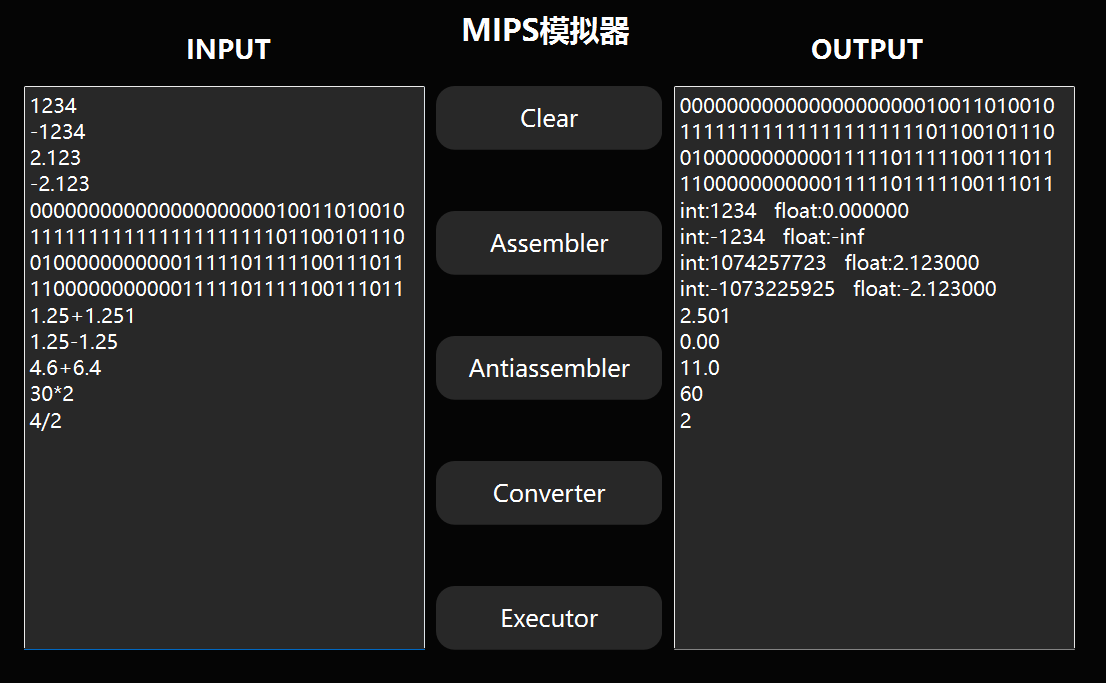 MIPS模拟器
INPUT
OUTPUT
1234
-1234
2.123
-2.123
00000000000000000000010011010010
11111111111111111111101100101110
01000000000001111101111100111011
11000000000001111101111100111011
1.25+1.251
1.25-1.25
4.6+6.4
30*2
4/2
Clear
Assembler
Antiassembler
Converter
Executor
00000000000000000000010011010010
11111111111111111111101100101110
01000000000001111101111100111011
11000000000001111101111100111011
int:1234 float:0.000000
int:-1234 float:-inf
int:1074257723 float:2.123000
int:-1073225925 float:-2.123000
2.501
0.00
11.0
60
2